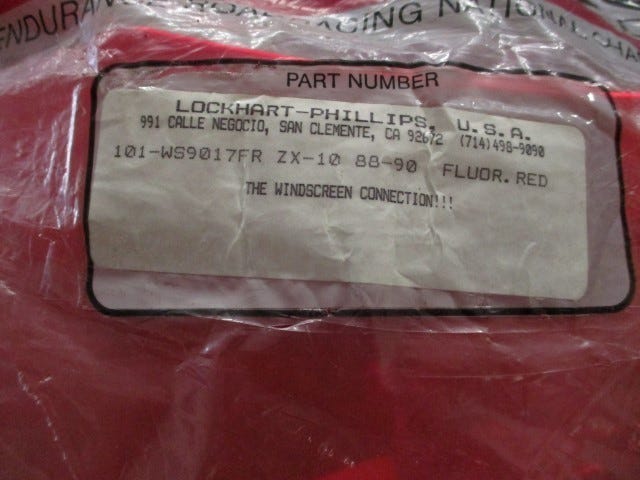 ENDURANCE ROAD RACING NATIONAL CHA
PART NUMBER
LOCKHART-PHILLIPS, U.S.A.
991 CALLE NEGOCIO, SAN CLEMENTE, CA 92672 (714)498-9090
101-WS9017FR ZX-10 88-90 FLUOR. RED
THE WINDSCREEN CONNECTION!!!